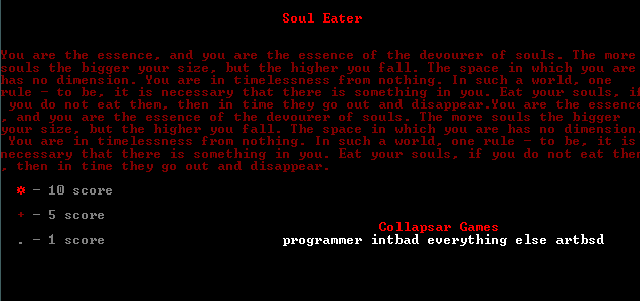 Soul Eater
You are the essence, and you are the essence of the devourer of souls. The more
souls the bigger your size, but the higher you fall. The space in which you are
has no dimension. You are in timelessness from nothing. In such a world, one
rule - to be, it is necessary that there is something in you. Eat your souls, if
you do not eat them, then in time they go out and disappear.You are the essence
, and you are the essence of the devourer of souls. The more souls the bigger
your size, but the higher you fall. The space in which you are has no dimension.
You are in timelessness from nothing. In such a world, one rule - to be, it is
necessary that there is something in you. Eat your souls, if you do not eat them
, then in time they go out and disappear.
* - 10 score
+ - 5 score
. - 1 score
Collapsar Games
programmer intbad everything else artbsd